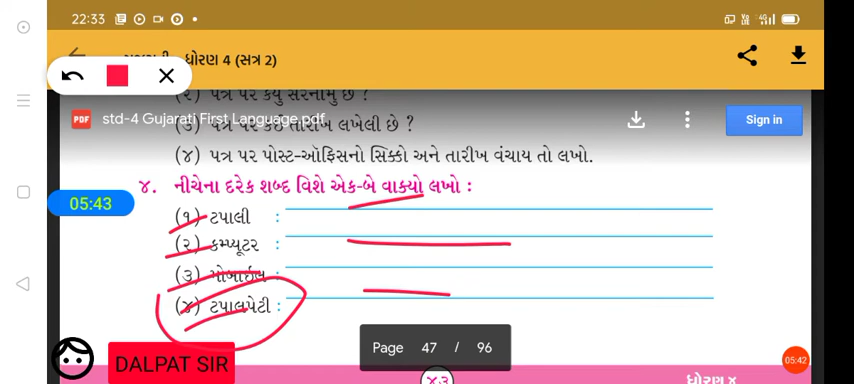 22:33
ધોરણ 4 (સત્ર 2)
(૨) પત્ર પર કયુ સરનામુ છે ?
std-4 Gujarati First Language.pdf
Sign in
(૩) પત્ર પર કઈ તારીખ લખેલી છે ?
(૪) પત્ર પર પોસ્ટ-ઑફિસનો સિક્કો અને તારીખ વંચાય તો લખો.
૪. નીચેના દરેક શબ્દ વિશે એક-બે વાક્યો લખો :
05:43
(૧) ટપાલી :
(૨) કમ્પ્યૂટર :
(૩) મોબાઈલ :
(૪) ટપાલપેટી :
Page 47 / 96
05:42
DALPAT SIR
૪૩
ધોરણ ૪